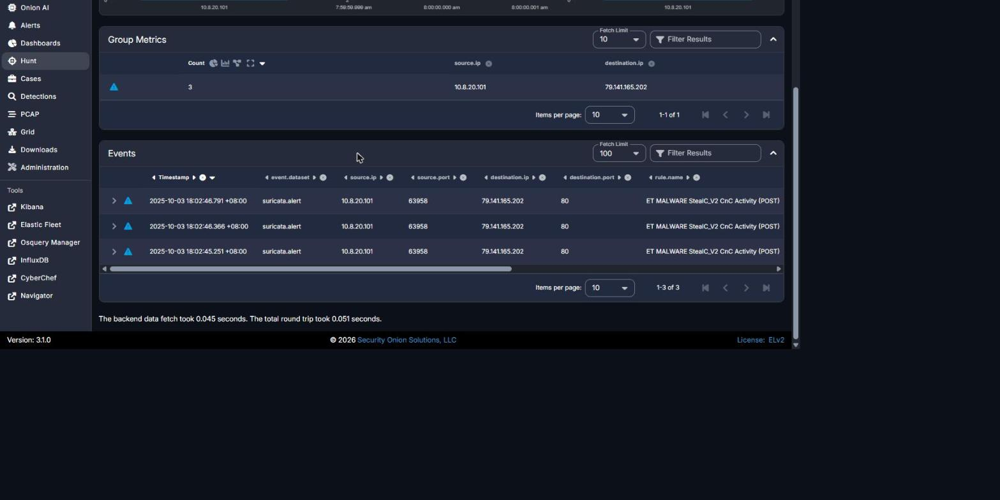 Onion AI
Alerts
Dashboards
Hunt
Cases
Detections
PCAP
Grid
Downloads
Administration
Tools
Kibana
Elastic Fleet
Osquery Manager
InfluxDB
CyberChef
Navigator
Version: 3.1.0
0 2 0
10.8.20.101 7:59:59.999 am 8:00:00.000 am 8:00:00.001 am 10.8.20.101
Group Metrics Fetch Limit 10 Filter Results
Count source.ip destination.ip
3 10.8.20.101 79.141.165.202
Items per page: 10 1-1 of 1
Events Fetch Limit 100 Filter Results
Timestamp event.dataset source.ip source.port destination.ip destination.port rule.name
2025-10-03 18:02:46.791 +08:00 suricata.alert 10.8.20.101 63958 79.141.165.202 80 ET MALWARE StealC_V2 CnC Activity (POST)
2025-10-03 18:02:46.366 +08:00 suricata.alert 10.8.20.101 63958 79.141.165.202 80 ET MALWARE StealC_V2 CnC Activity (POST)
2025-10-03 18:02:45.251 +08:00 suricata.alert 10.8.20.101 63958 79.141.165.202 80 ET MALWARE StealC_V2 CnC Activity (POST)
Items per page: 10 1-3 of 3
The backend data fetch took 0.045 seconds. The total round trip took 0.051 seconds.
© 2026 Security Onion Solutions, LLC
License: ELv2